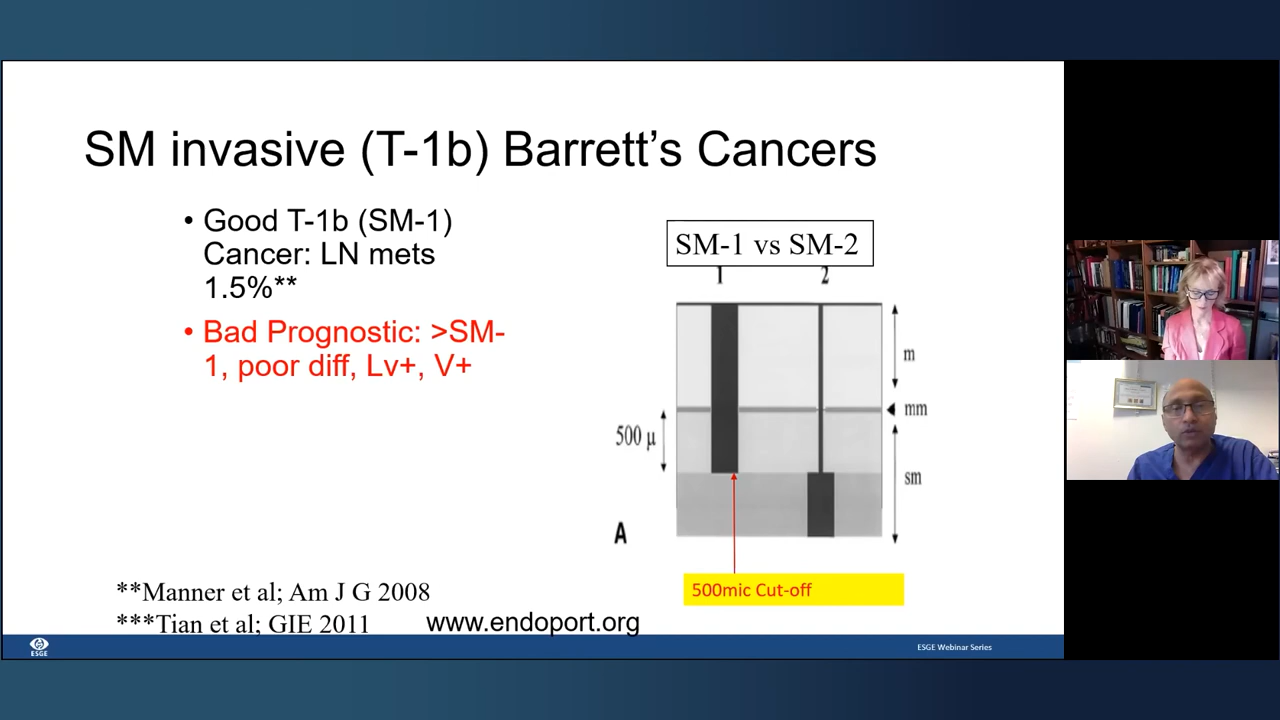 SM invasive (T-1b) Barrett's Cancers
• Good T-1b (SM-1)
Cancer: LN mets
1.5%**
• Bad Prognostic: >SM-
1, poor diff, Lv+, V+
SM-1 vs SM-2
1 2
m
mm
500 µ
sm
A
500mic Cut-off
**Manner et al; Am J G 2008
***Tian et al; GIE 2011
www.endoport.org
ESGE
ESGE Webinar Series